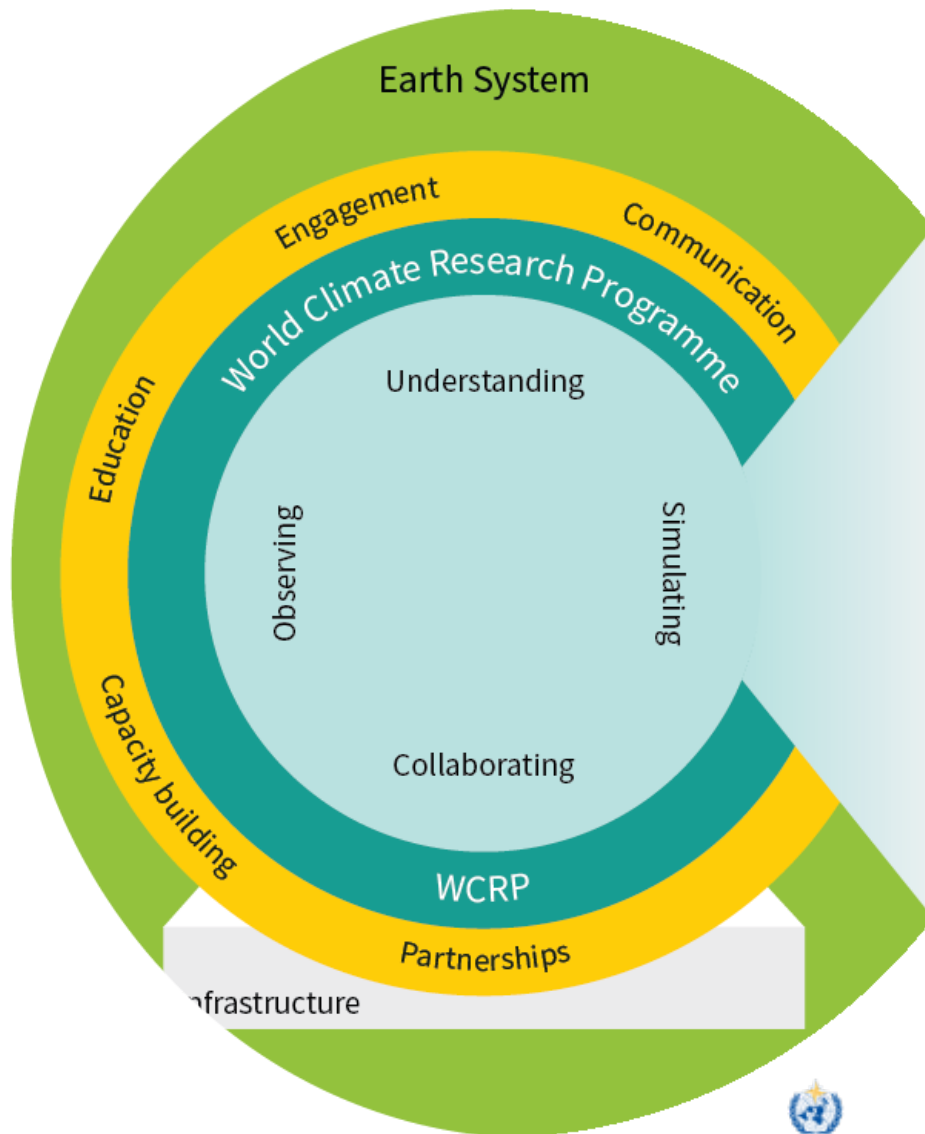 Earth System
Engagement
Communication
World Climate Research Programme
Understanding
Education
Observing
Simulating
Capacity building
Collaborating
WCRP
Partnerships
nfrastructure